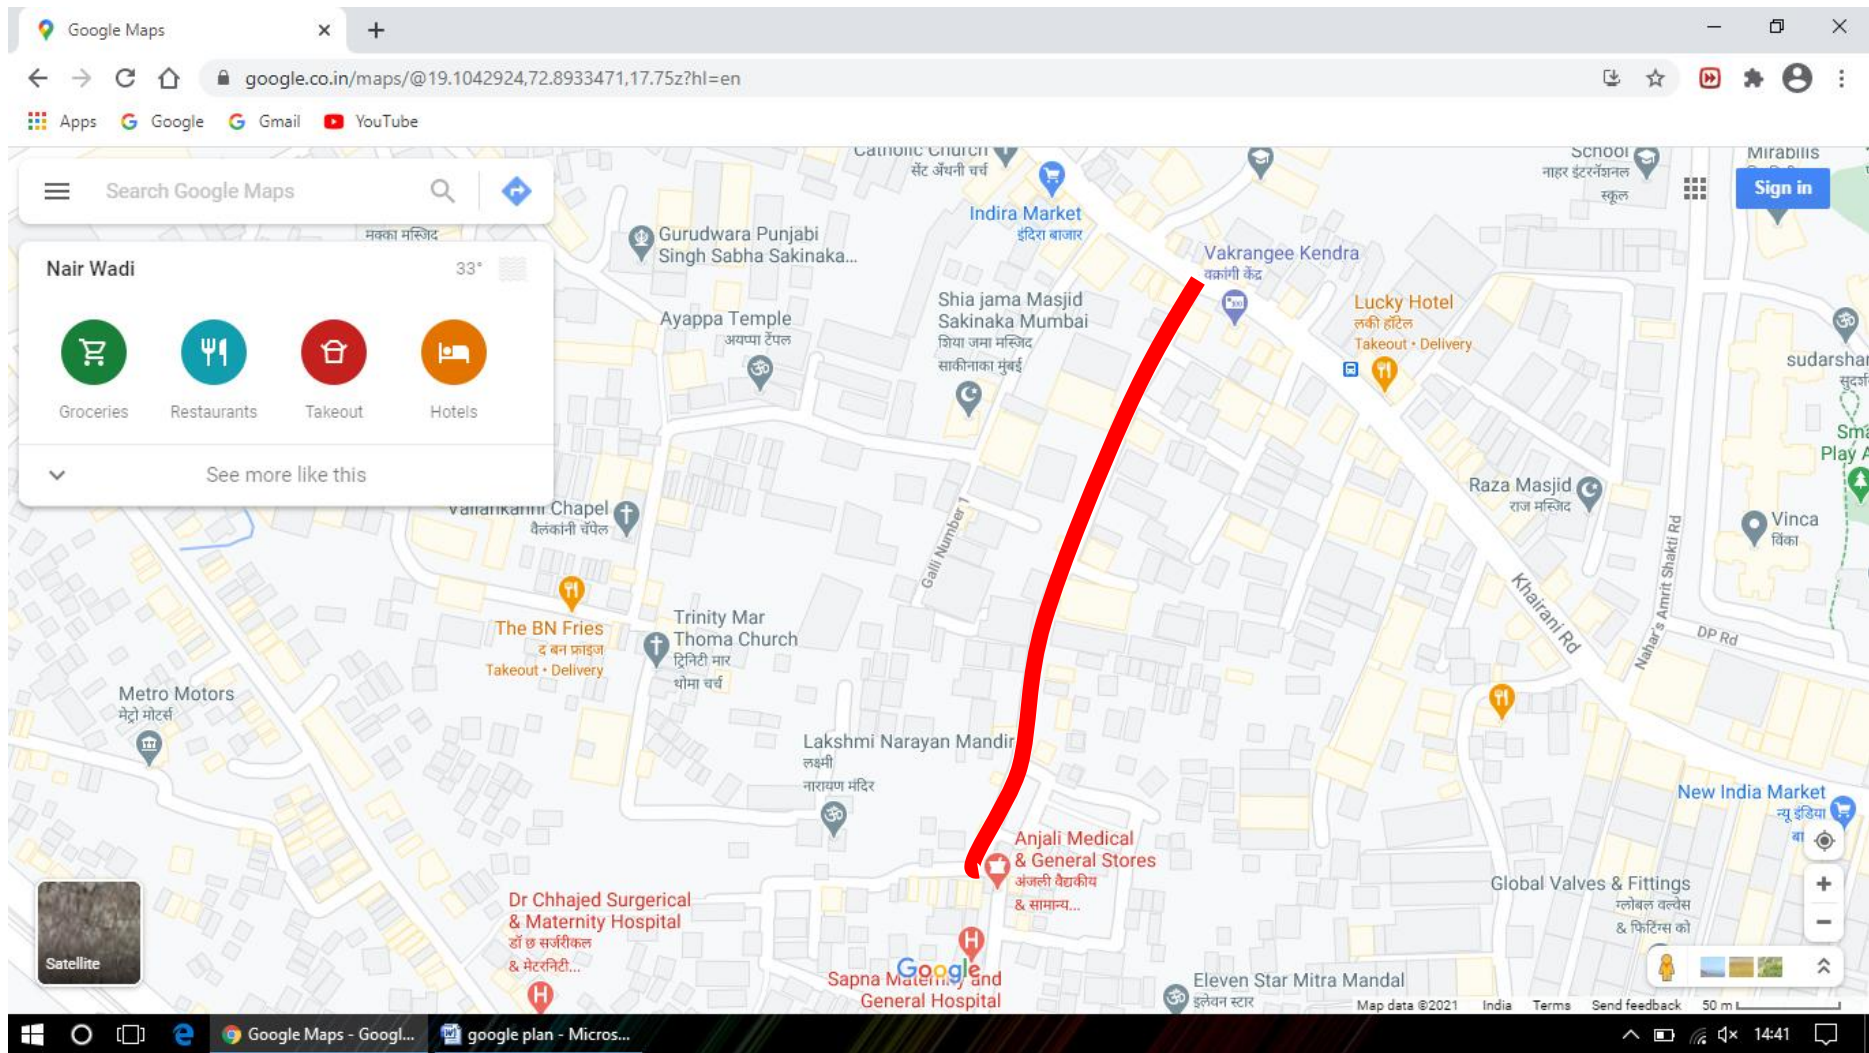 Google Maps
google.co.in/maps/@19.1042924,72.8933471,17.75z?hl=en
Apps
Google
Gmail
YouTube
Search Google Maps
Sign in
Nair Wadi
33°
Groceries
Restaurants
Takeout
Hotels
See more like this
मक्का मस्जिद
Catholic Church
सेंट अँथनी चर्च
Indira Market
इंदिरा बाजार
School
नाहर इंटरनॅशनल
स्कूल
Mirabilis
Gurudwara Punjabi
Singh Sabha Sakinaka...
Vakrangee Kendra
वक्रांगी केंद्र
Shia jama Masjid
Sakinaka Mumbai
शिया जमा मस्जिद
साकीनाका मुंबई
Ayappa Temple
अयप्पा टेंपल
Lucky Hotel
लकी हॉटेल
Takeout • Delivery
sudarshan
Play A
Raza Masjid
राज मस्जिद
Vinca
विंका
Vailankanni Chapel
वैलंकांनी चॅपेल
Galli Number 1
Nahar's Amrit Shakti Rd
Khairani Rd
DP Rd
The BN Fries
द बन फ्राइज
Takeout • Delivery
Trinity Mar
Thoma Church
ट्रिनिटी मार
थोमा चर्च
Metro Motors
मेट्रो मोटर्स
Lakshmi Narayan Mandir
लक्ष्मी
नारायण मंदिर
New India Market
न्यू इंडिया
बा
Anjali Medical
& General Stores
अंजली वैद्यकीय
& सामान्य...
Global Valves & Fittings
ग्लोबल वाल्वेस
& फिटिंग्स को
Dr Chhajed Surgerical
& Maternity Hospital
डॉ छ सर्जरीकल
& मेटरनिटी...
Satellite
Sapna Maternity and
General Hospital
Google
Eleven Star Mitra Mandal
इलेवन स्टार
Map data ©2021
India
Terms
Send feedback
50 m
Google Maps - Googl...
google plan - Micros...
14:41